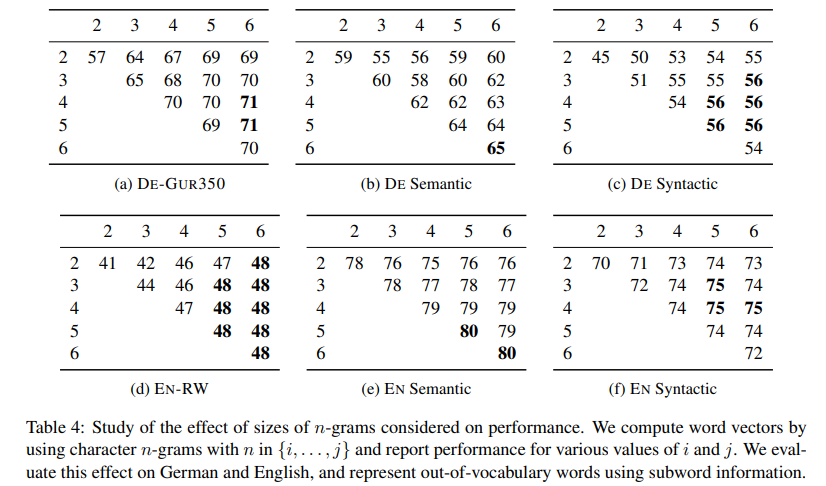 2 3 4 5 6
2 57 64 67 69 69
3 65 68 70 70
4 70 70 71
5 69 71
6 70
(a) DE-GUR350
2 3 4 5 6
2 59 55 56 59 60
3 60 58 60 62
4 62 62 63
5 64 64
6 65
(b) DE Semantic
2 3 4 5 6
2 45 50 53 54 55
3 51 55 55 56
4 54 56 56
5 56 56
6 54
(c) DE Syntactic
2 3 4 5 6
2 41 42 46 47 48
3 44 46 48 48
4 47 48 48
5 48 48
6 48
(d) EN-RW
2 3 4 5 6
2 78 76 75 76 76
3 78 77 78 77
4 79 79 79
5 80 79
6 80
(e) EN Semantic
2 3 4 5 6
2 70 71 73 74 73
3 72 74 75 74
4 74 75 75
5 74 74
6 72
(f) EN Syntactic
Table 4: Study of the effect of sizes of n-grams considered on performance. We compute word vectors by
using character n-grams with n in {i, . . . , j} and report performance for various values of i and j. We eval-
uate this effect on German and English, and represent out-of-vocabulary words using subword information.